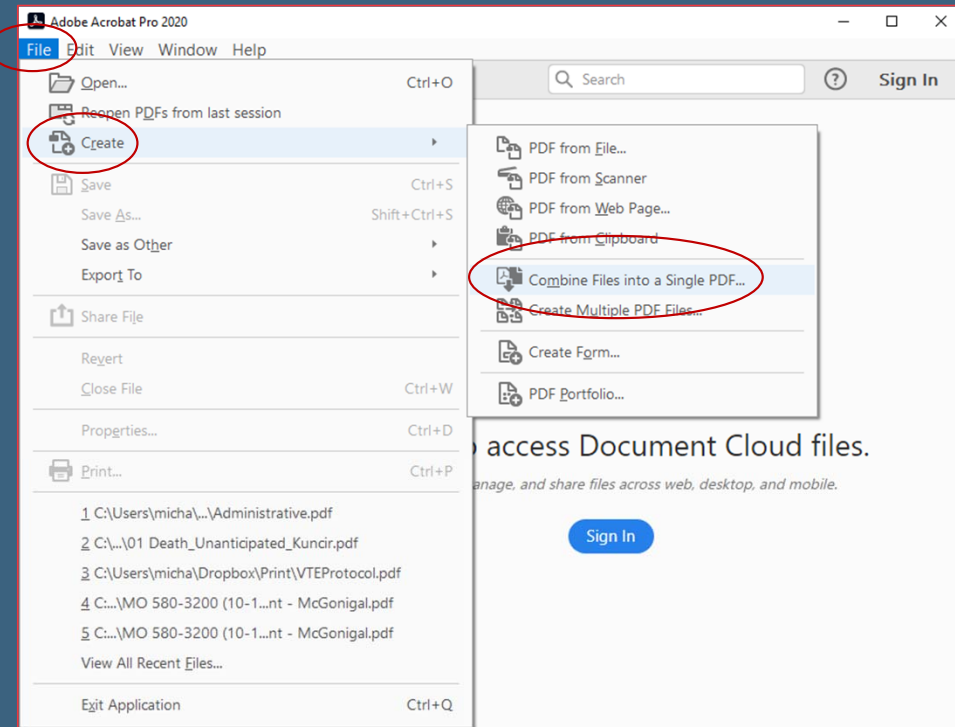 Adobe Acrobat Pro 2020
File Edit View Window Help
Open... Ctrl+O
Reopen PDFs from last session
Create
Save Ctrl+S
Save As... Shift+Ctrl+S
Save as Other
Export To
Share File
Revert
Close File Ctrl+W
Properties... Ctrl+D
Print... Ctrl+P
1 C:\Users\micha\...\Administrative.pdf
2 C:\...\01 Death_Unanticipated_Kuncir.pdf
3 C:\Users\micha\Dropbox\Print\VTEProtocol.pdf
4 C:...\MO 580-3200 (10-1...nt - McGonigal.pdf
5 C:...\MO 580-3200 (10-1...nt - McGonigal.pdf
View All Recent Files...
Exit Application Ctrl+Q
Search
? Sign In
PDF from File...
PDF from Scanner
PDF from Web Page...
PDF from Clipboard
Combine Files into a Single PDF...
Create Multiple PDF Files...
Create Form...
PDF Portfolio...
access Document Cloud files.
and share files across web, desktop, and mobile.
Sign In